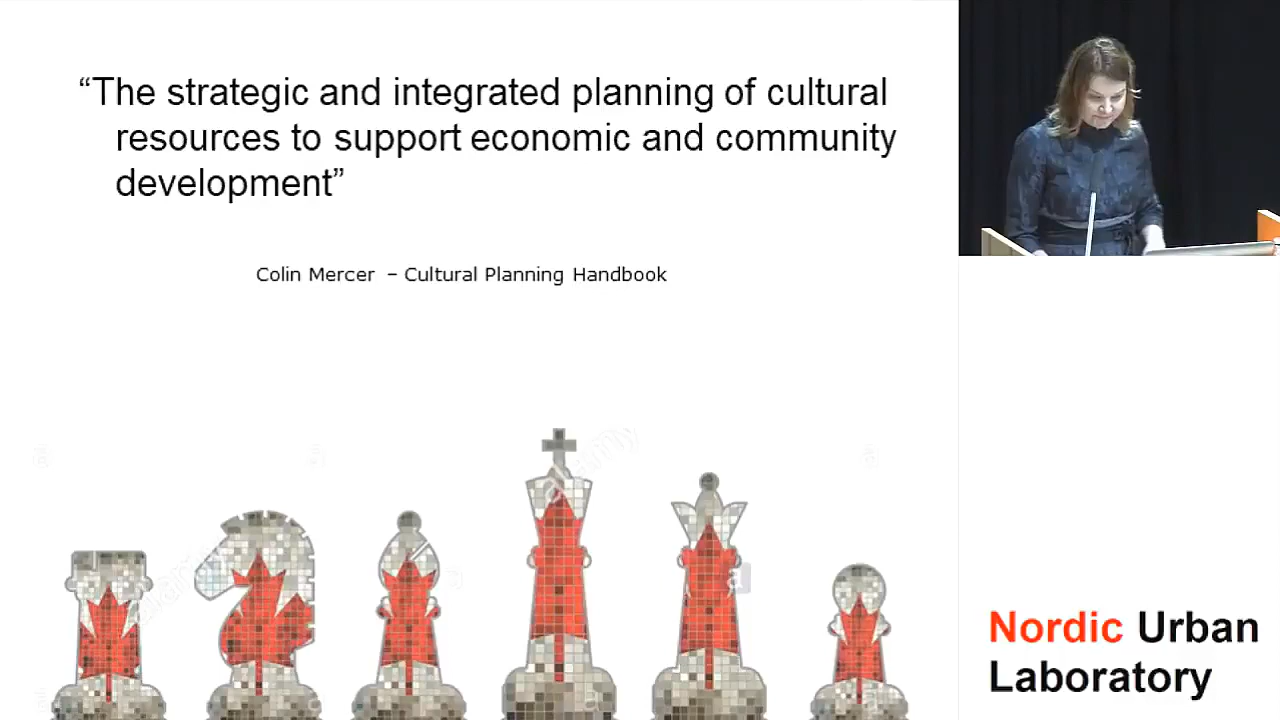 “The strategic and integrated planning of cultural
resources to support economic and community
development”
Colin Mercer – Cultural Planning Handbook
alamy
a
Nordic Urban
Laboratory